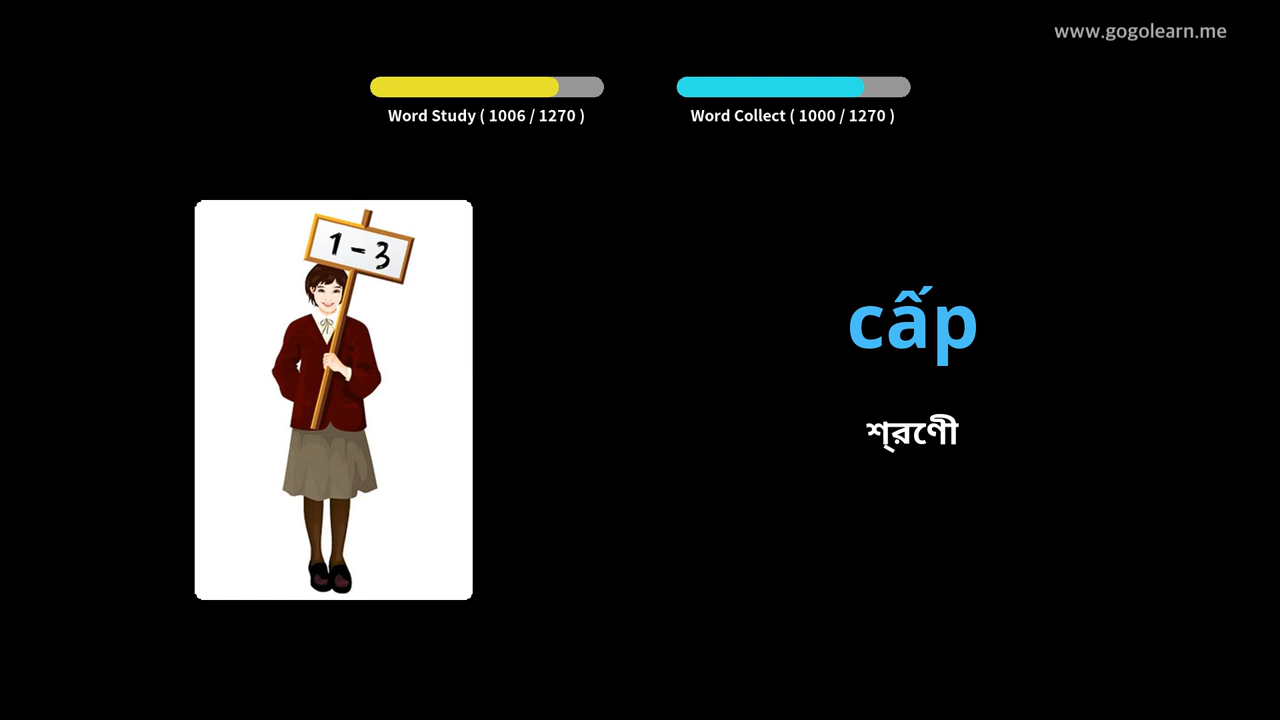 www.gogolearn.me
Word Study ( 1006 / 1270 )
Word Collect ( 1000 / 1270 )
1 - 3
cấp
শ্রেণী